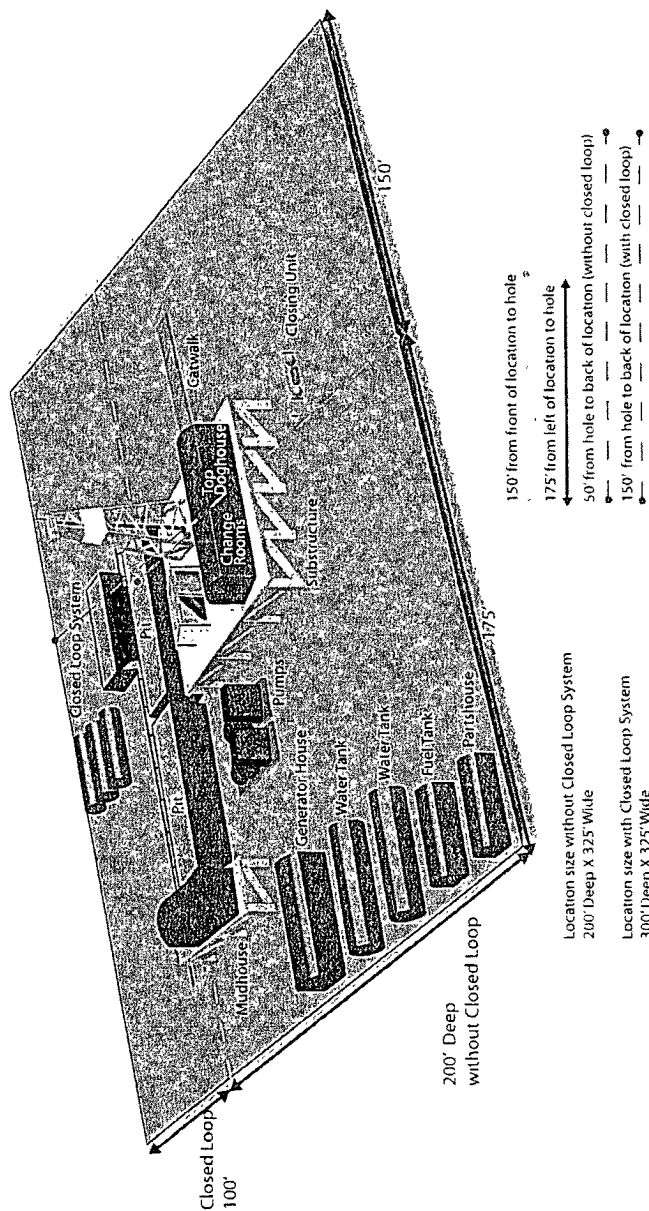 Closed Loop
100'
200' Deep
without Closed Loop
Closed Loop System
Pit
Pit
Mudhouse
Generator House
Water Tank
Water Tank
Fuel Tank
Partshouse
Pumps
Change
Rooms
Top
Doghouse
Substructure
Catwalk
Closing Unit
175'
150'
Location size without Closed Loop System
200' Deep X 325' Wide
Location size with Closed Loop System
300' Deep X 325' Wide
150' from front of location to hole
175' from left of location to hole
50' from hole to back of location (without closed loop)
150' from hole to back of location (with closed loop)